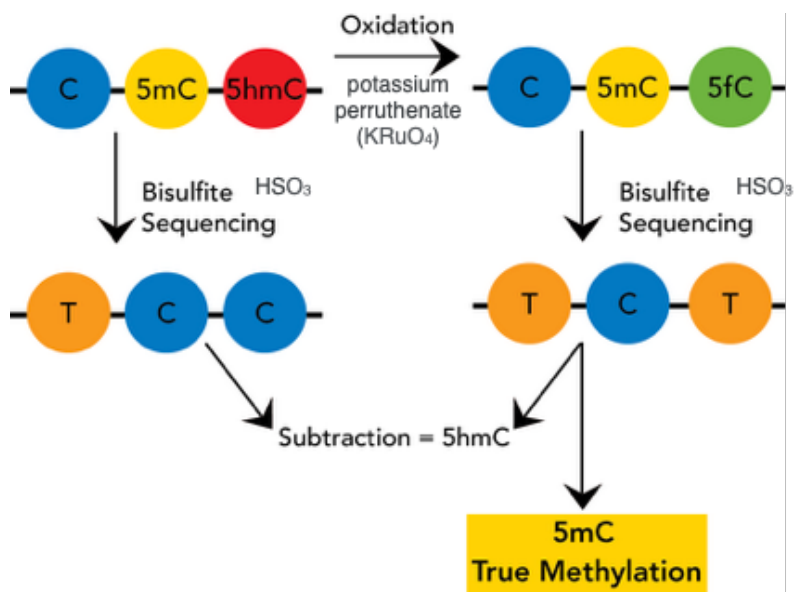 Oxidation
C 5mC 5hmC
potassium
perruthenate
(KRuO4)
C 5mC 5fC
Bisulfite HSO3
Sequencing
Bisulfite HSO3
Sequencing
T C C
T C T
Subtraction = 5hmC
5mC
True Methylation